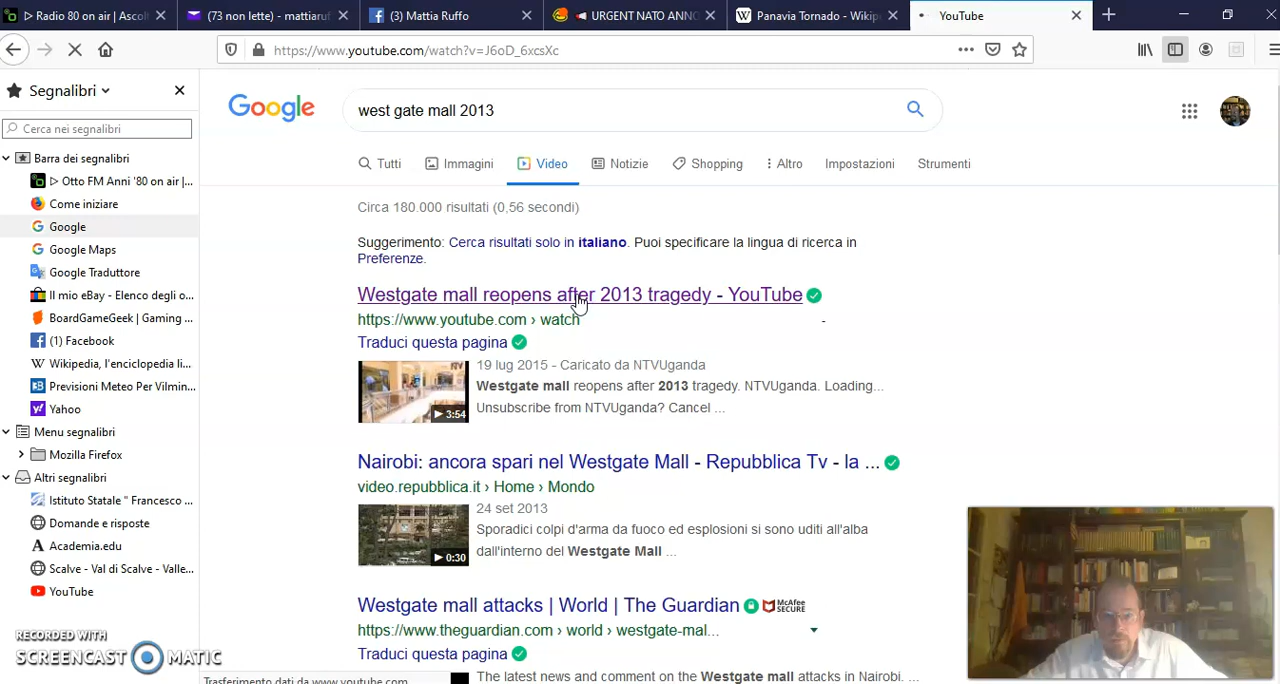 ▷ Radio 80 on air | Ascolt
(73 non lette) - mattiaruf
(3) Mattia Ruffo
URGENT NATO ANNO
Panavia Tornado - Wikipe
YouTube
https://www.youtube.com/watch?v=J6oD_6xcsXc
Segnalibri
Cerca nei segnalibri
Barra dei segnalibri
▷ Otto FM Anni '80 on air |...
Come iniziare
Google
Google Maps
Google Traduttore
Il mio eBay - Elenco degli o...
BoardGameGeek | Gaming ...
(1) Facebook
Wikipedia, l'enciclopedia li...
Previsioni Meteo Per Vilmin...
Yahoo
Menu segnalibri
Mozilla Firefox
Altri segnalibri
Istituto Statale " Francesco ...
Domande e risposte
Academia.edu
Scalve - Val di Scalve - Valle...
YouTube
RECORDED WITH
SCREENCAST MATIC
Google
west gate mall 2013
Tutti Immagini Video Notizie Shopping Altro Impostazioni Strumenti
Circa 180.000 risultati (0,56 secondi)
Suggerimento: Cerca risultati solo in italiano. Puoi specificare la lingua di ricerca in
Preferenze.
Westgate mall reopens after 2013 tragedy - YouTube
https://www.youtube.com › watch
Traduci questa pagina
19 lug 2015 - Caricato da NTVUganda
Westgate mall reopens after 2013 tragedy. NTVUganda. Loading...
Unsubscribe from NTVUganda? Cancel ...
3:54
Nairobi: ancora spari nel Westgate Mall - Repubblica Tv - la ...
video.repubblica.it › Home › Mondo
24 set 2013
Sporadici colpi d'arma da fuoco ed esplosioni si sono uditi all'alba
dall'interno del Westgate Mall ...
0:30
Westgate mall attacks | World | The Guardian
McAfee
SECURE
https://www.theguardian.com › world › westgate-mal...
Traduci questa pagina
The latest news and comment on the Westgate mall attacks in Nairobi. ...
Trasferimento dati da www.youtube.com